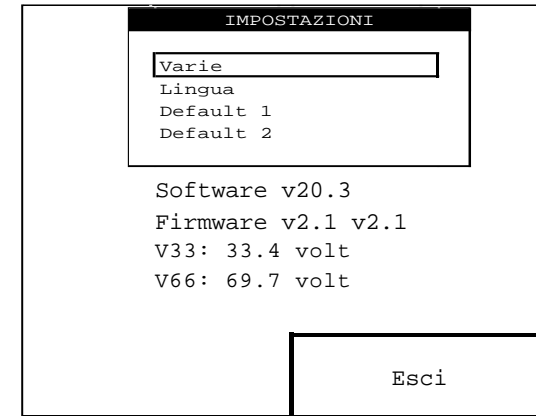 IMPOSTAZIONI
Varie
Lingua
Default 1
Default 2
Software v20.3
Firmware v2.1 v2.1
V33: 33.4 volt
V66: 69.7 volt
Esci